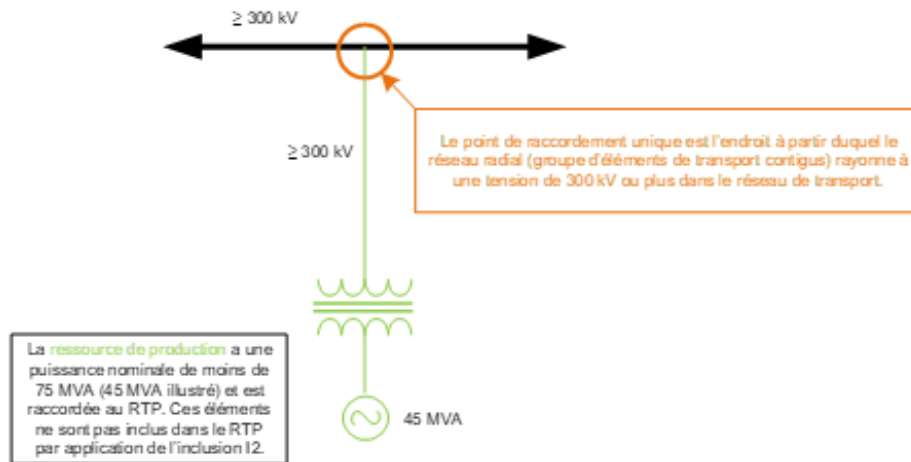 ≥ 300 kV
Le point de raccordement unique est l'endroit à partir duquel le
réseau radial (groupe d'éléments de transport contigus) rayonne à
une tension de 300 kV ou plus dans le réseau de transport.
≥ 300 kV
La ressource de production a une
puissance nominale de moins de
75 MVA (45 MVA illustré) et est
raccordée au RTP. Ces éléments
ne sont pas inclus dans le RTP
par application de l'inclusion I2.
45 MVA